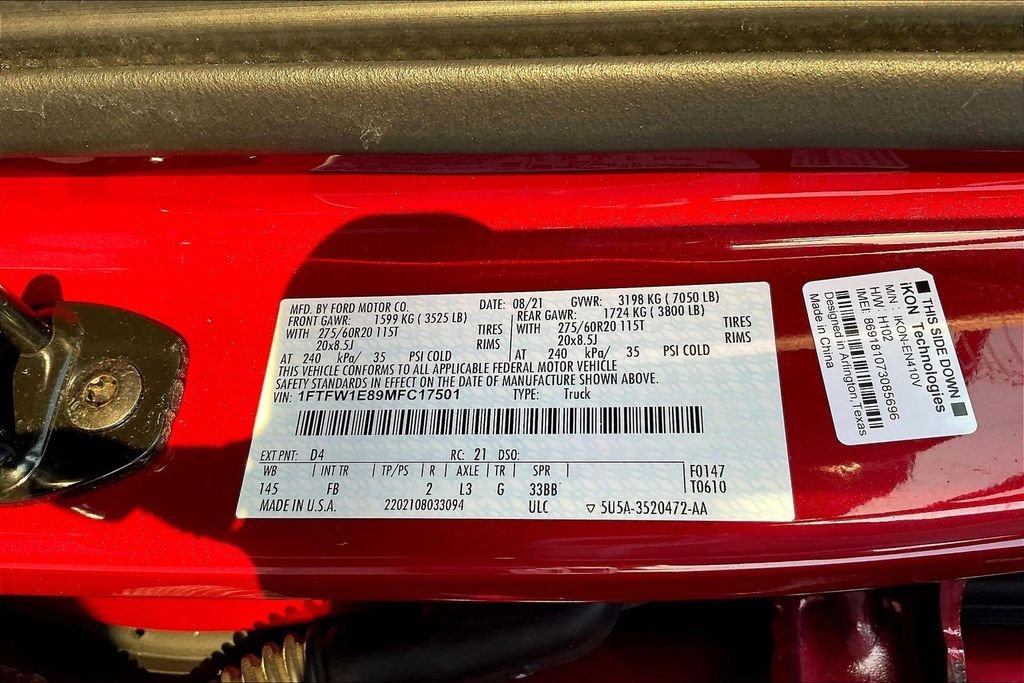 MFD. BY FORD MOTOR CO.
DATE: 08/21 GVWR: 3198 KG ( 7050 LB)
FRONT GAWR: 1599 KG ( 3525 LB)
WITH 275/60R20 115T TIRES
20x8.5J RIMS
AT 240 kPa/ 35 PSI COLD
REAR GAWR: 1724 KG ( 3800 LB)
WITH 275/60R20 115T TIRES
20x8.5J RIMS
AT 240 kPa/ 35 PSI COLD
THIS VEHICLE CONFORMS TO ALL APPLICABLE FEDERAL MOTOR VEHICLE
SAFETY STANDARDS IN EFFECT ON THE DATE OF MANUFACTURE SHOWN ABOVE.
VIN: 1FTFW1E89MFC17501 TYPE: Truck
EXT PNT: D4 RC: 21 DSO:
WB INT TR TP/PS R AXLE TR SPR
145 FB 2 L3 G 33BB
F0147
T0610
MADE IN U.S.A. 2202108033094 ULC ▽ 5U5A-3520472-AA
THIS SIDE DOWN
iKON Technologies
M/N : IKON-EN410V
H/W : H102
IMEI: 869181073085696
Designed in Arlington, Texas
Made in China